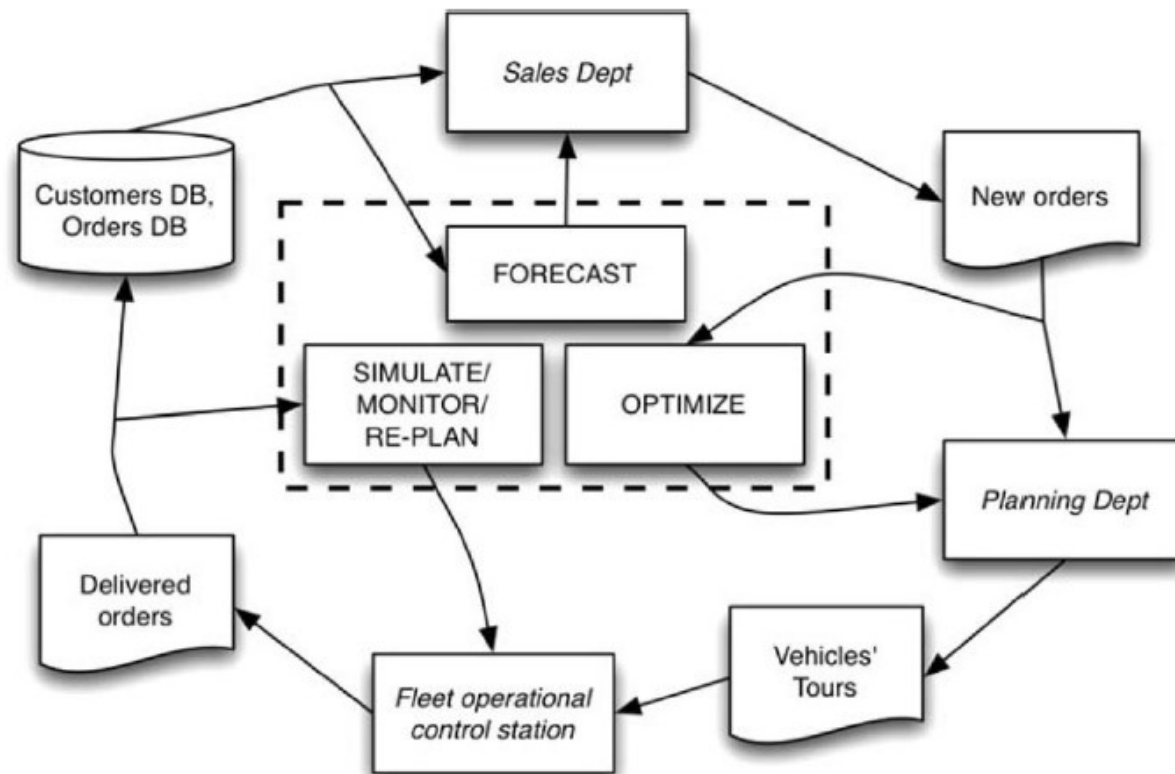 Sales Dept
Customers DB,
Orders DB
New orders
FORECAST
SIMULATE/
MONITOR/
RE-PLAN
OPTIMIZE
Planning Dept
Delivered
orders
Vehicles'
Tours
Fleet operational
control station